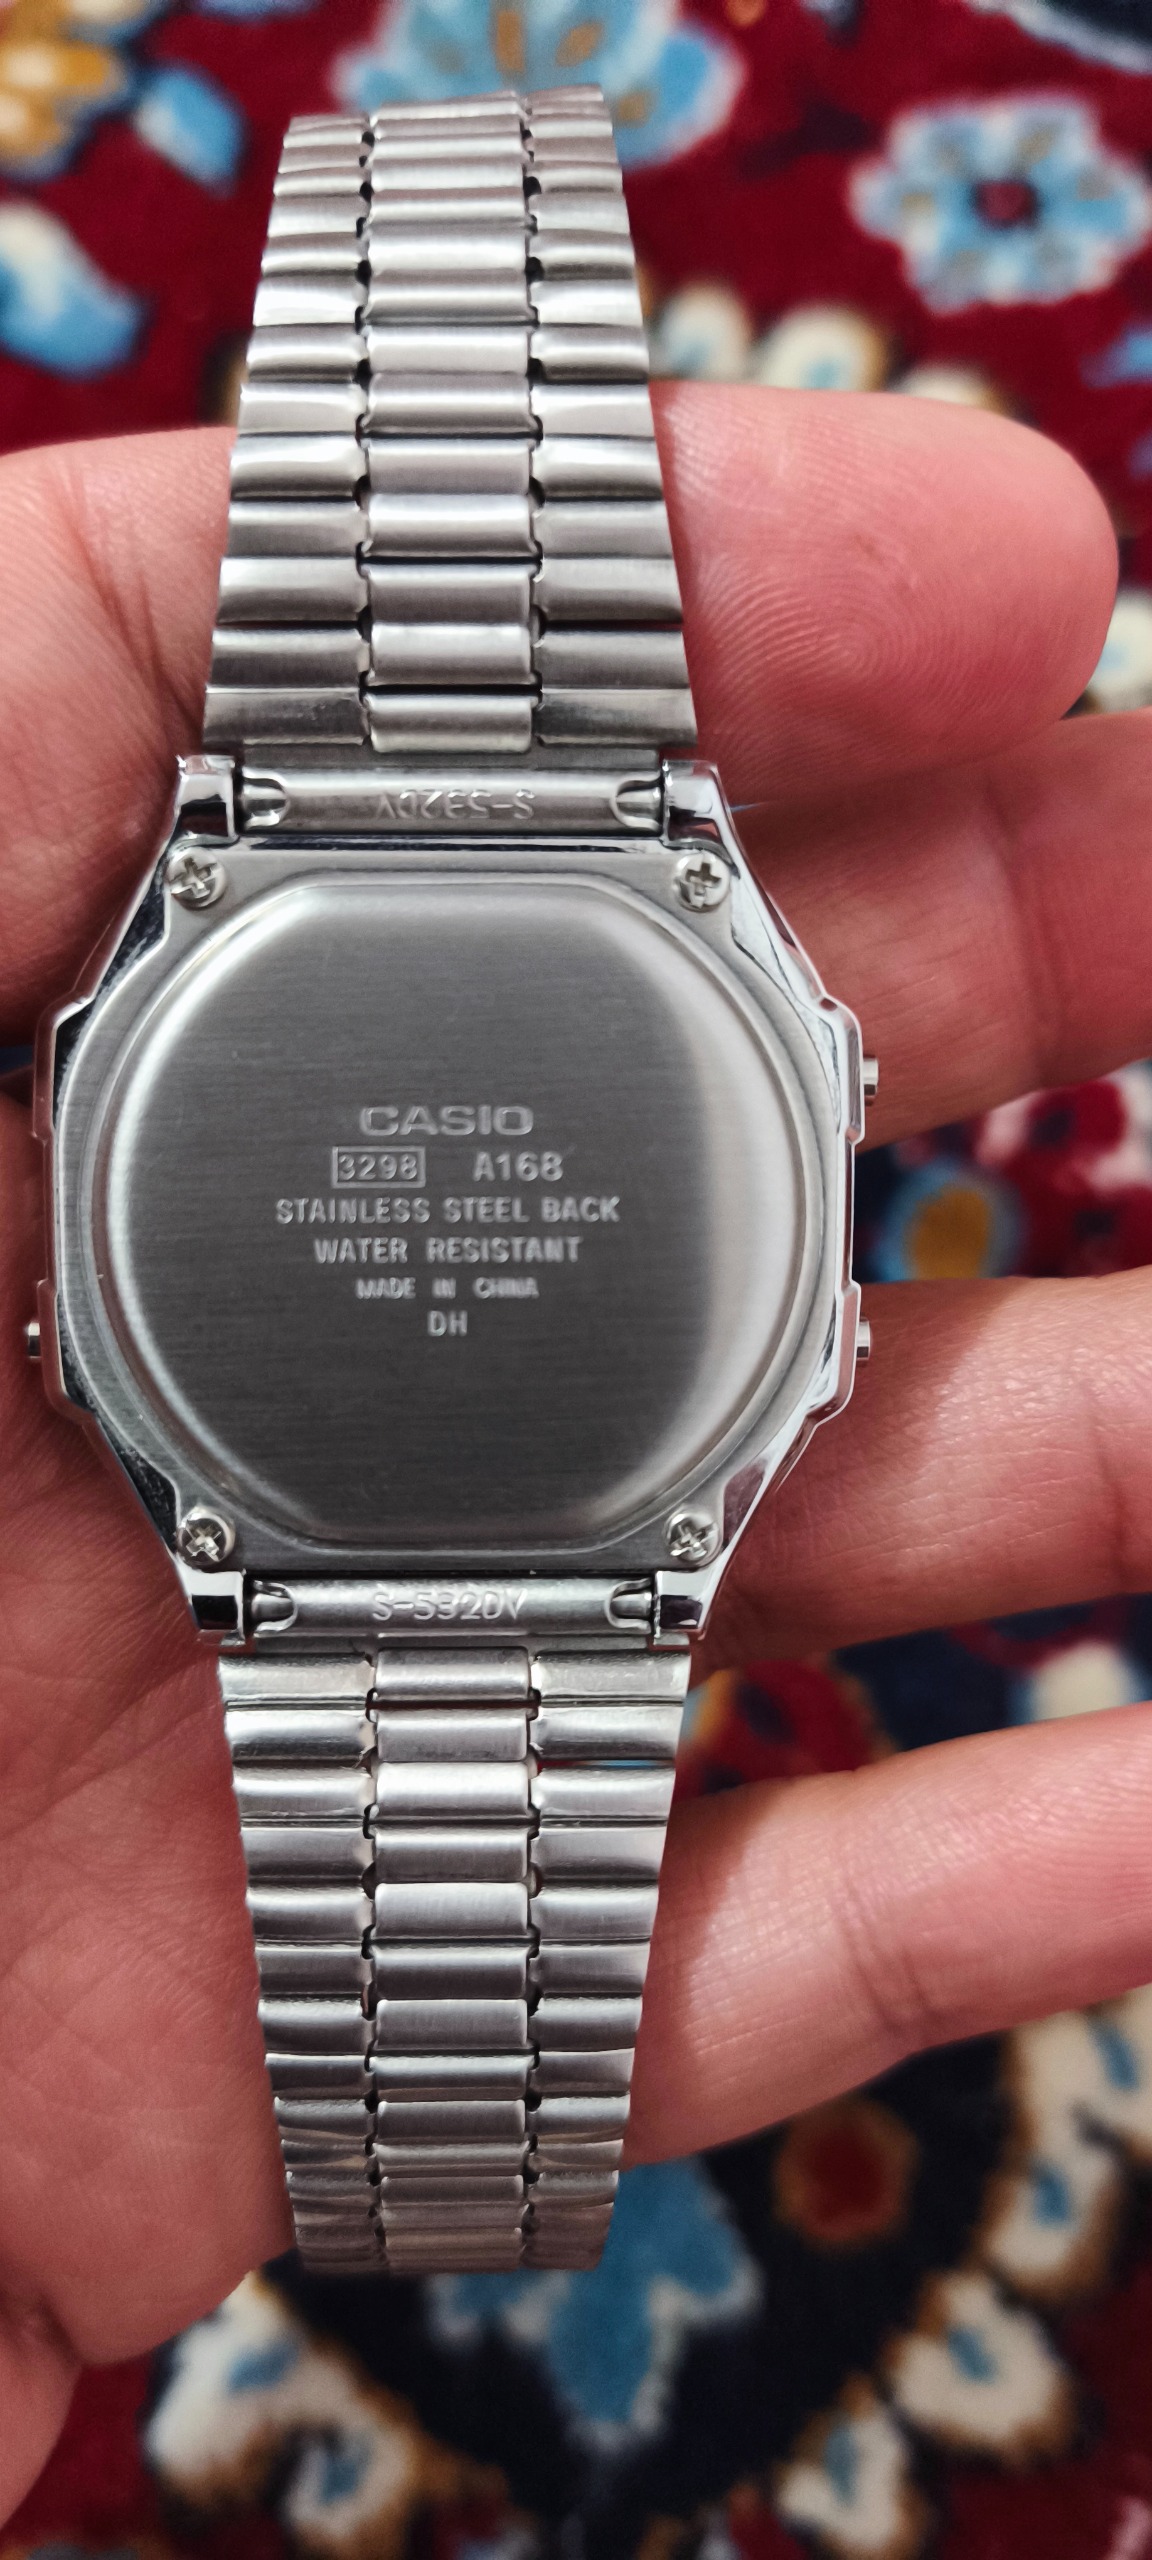 S-532DV
CASIO
3298 A168
STAINLESS STEEL BACK
WATER RESISTANT
MADE IN CHINA
DH
S-532DV